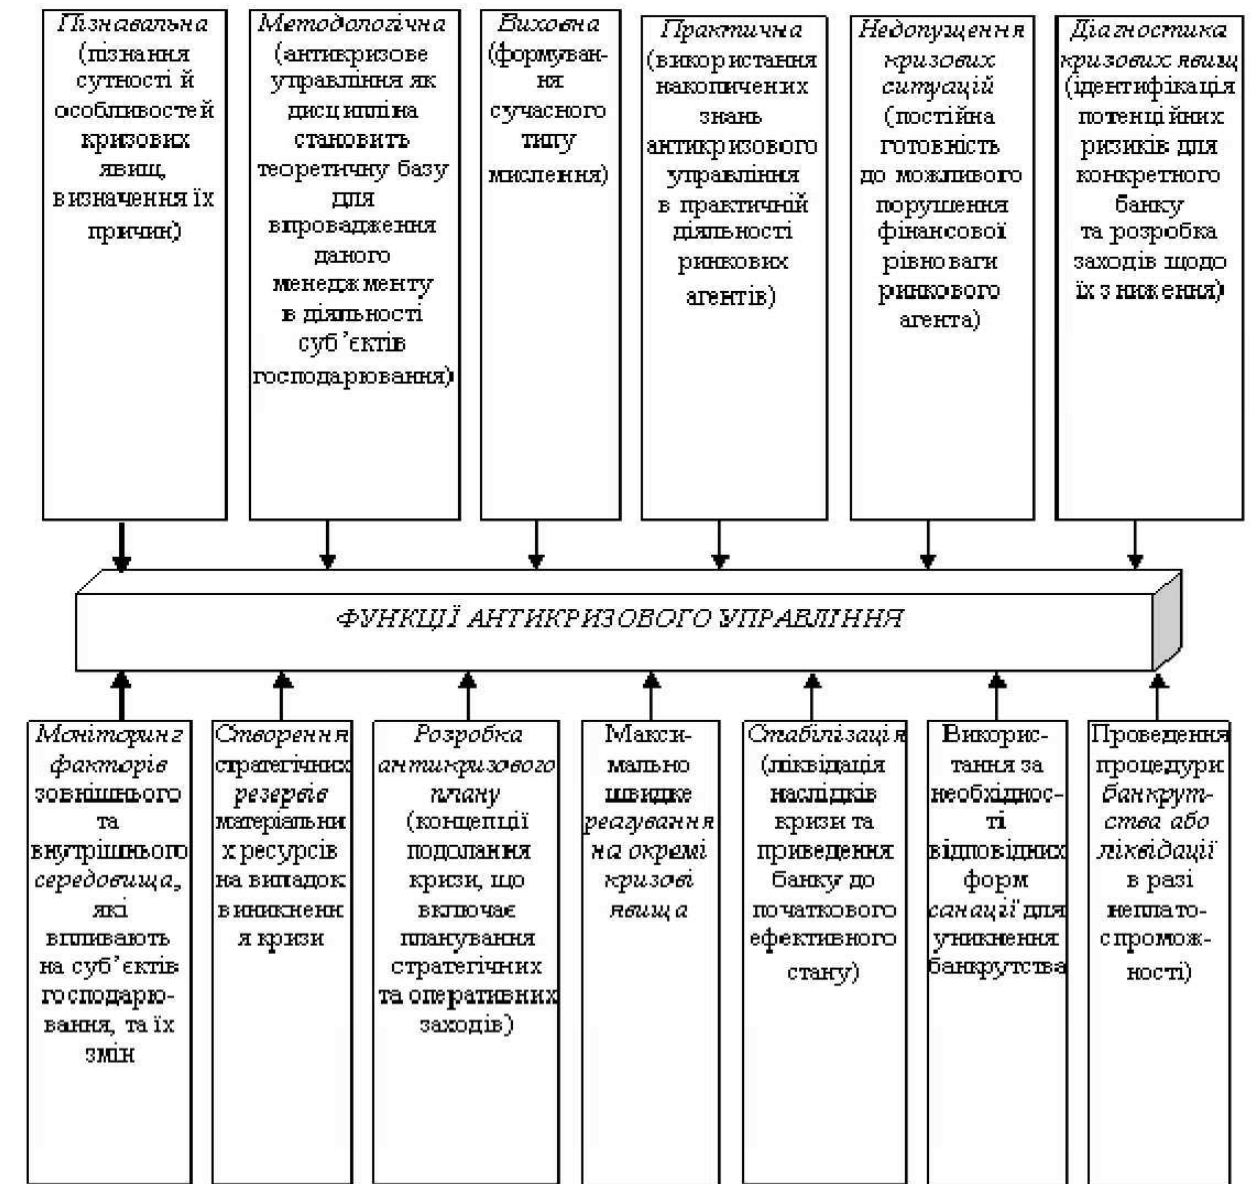 Пізнавальна
(пізнання
сутності й
особливостей
кризових
явищ,
визначення їх
причин)
Методологічна
(антикризове
управління як
дисципліна
становить
теоретичну базу
для
впровадження
даного
менеджменту
в діяльності
суб’єктів
господарювання)
Виховна
(формуван-
ня
сучасного
типу
мислення)
Практична
(використання
накопичених
знань
антикризового
управління
в практичній
діяльності
ринкових
агентів)
Недопущення
кризових
ситуацій
(постійна
готовність
до можливого
порушення
фінансової
рівноваги
ринкового
агента)
Діагностика
кризових явищ
(ідентифікація
потенційних
ризиків для
конкретного
банку
та розробка
заходів щодо
їх зниження)
ФУНКЦІЇ АНТИКРИЗОВОГО УПРАВЛІННЯ
Моніторинг
факторів
зовнішнього
та
внутрішнього
середовища,
які
впливають
на суб’єктів
господарю-
вання, та їх
змін
Створення
стратегічних
резервів
матеріальни
х ресурсів
на випадок
виникненн
я кризи
Розробка
антикризового
плану
(концепції
подолання
кризи, що
включає
планування
стратегічних
та оперативних
заходів)
Макси-
мально
швидке
реагування
на окремі
кризові
явища
Стабілізація
(ліквідація
наслідків
кризи та
приведення
банку до
початкового
ефективного
стану)
Викорис-
тання за
необхіднос-
ті
відповідних
форм
санації для
уникнення
банкрутства
Проведення
процедури
банкрут-
ства або
ліквідації
в разі
неплато-
спромож-
ності)